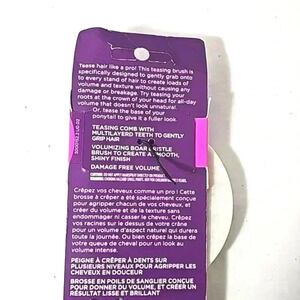 Tease hair like a pro! This teasing brush is
specifically designed to gently grab onto
to every stand of hair to create loads of
volume and texture without causing any
damage or breakage. Try teasing your
roots at the crown of your head for all-day
volume that doesn't look unnatural.
Or, tease the base of your
ponytail to give it a fuller look.
TEASING COMB WITH
MULTILAYERD TEETH TO GENTLY
GRIP HAIR
VOLUMIZING BOAR BRISTLE
BRUSH TO CREATE A SMOOTH,
SHINY FINISH
DAMAGE FREE VOLUME
Crêpez vos cheveux comme un pro! Cette
brosse à crêper a été spécialement conçue
pour agripper chacun de vos cheveux, et créer
du volume et de la texture sans
endommager ni casser le cheveu. Crêpez
vos racines au sommet de votre tête pour
un volume d'aspect naturel qui durera
toute la journée. Ou bien crêpez la base de
votre queue de cheval pour un look au
volume intense.
PEIGNE À CRÊPER À DENTS SUR
PLUSIEURS NIVEAUX POUR AGRIPPER LES
CHEVEUX EN DOUCEUR
BROSSE EN POILS DE SANGLIER CONÇUE
POUR DONNER DU VOLUME, ET CRÉER UN
RÉSULTAT LISSE ET BRILLANT